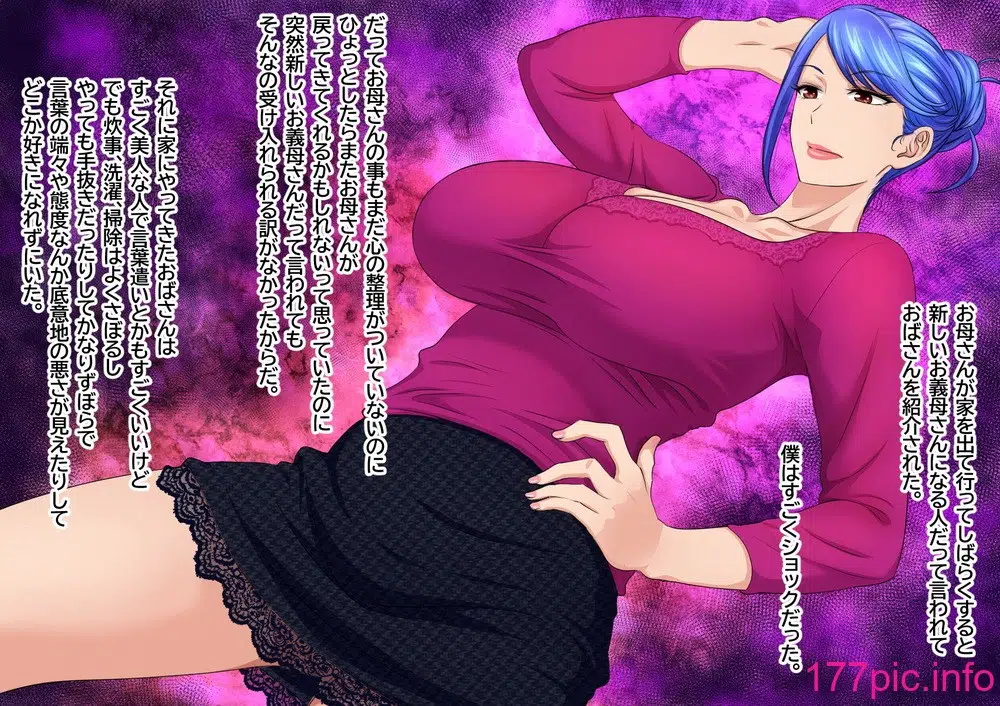 お母さんが家を出て行ってしばらくすると
新しいお義母さんになる人だって言われて
おばさんを紹介された。
僕はすごくショックだった。
だってお母さんの事もまだ心の整理がついていないのに
ひょっとしたらまたお母さんが
戻ってきてくれるかもしれないって思っていたのに
突然新しいお義母さんだって言われても
そんなの受け入れられる訳がなかったからだ。
それに家にやってきたおばさんは
すごく美人な人で言葉遣いとかもすごくいいけど
でも炊事、洗濯、掃除はよくさぼるし
やっても手抜きだったりしてかなりずぼらで
言葉の端々や態度なんか底意地の悪さが見えたりして
どこか好きになれずにいた。
177pic.info